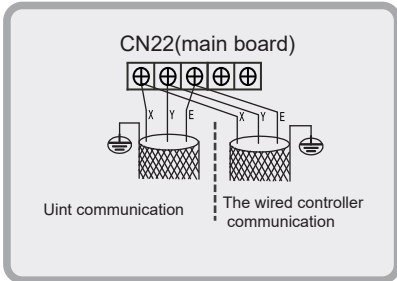 CN22(main board)
X Y E X Y E
Uint communication
The wired controller
communication